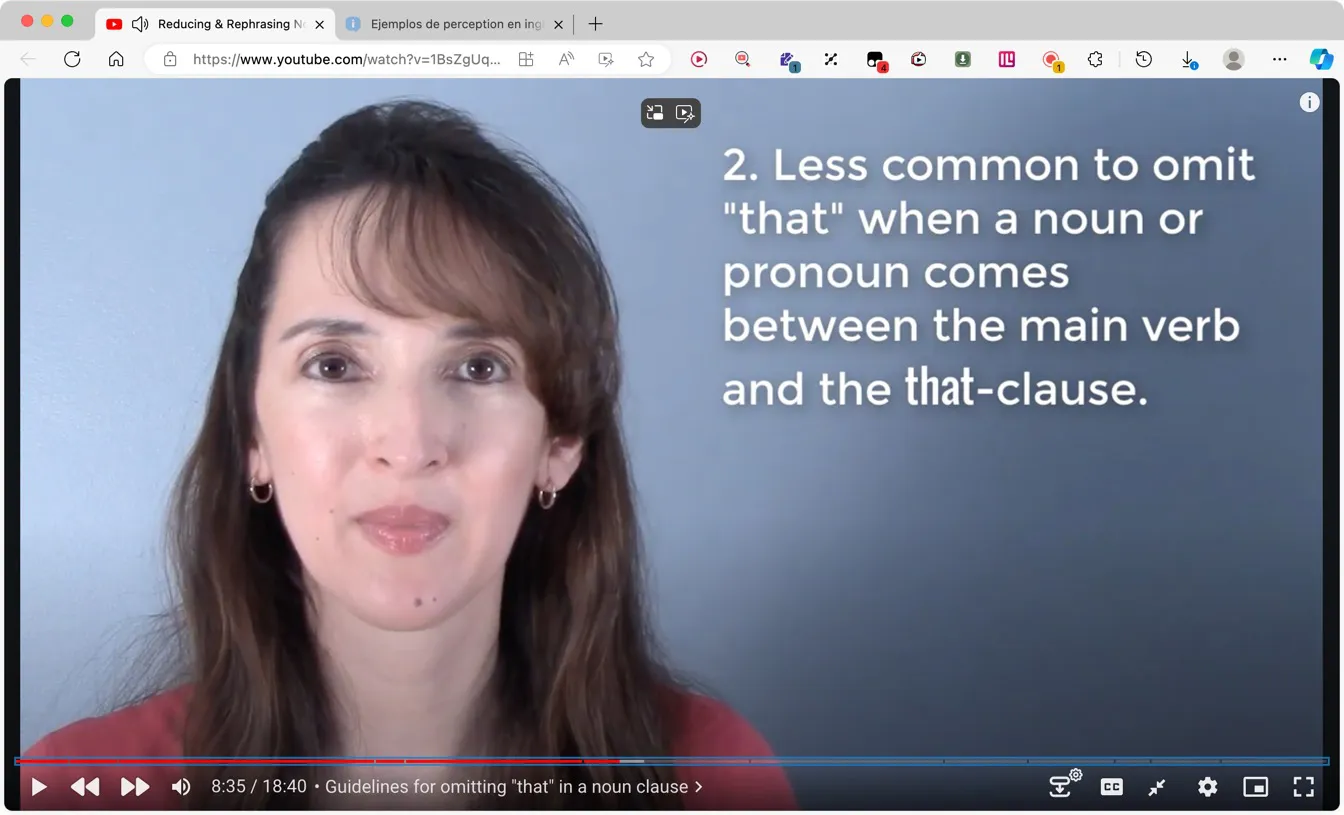 Reducing & Rephrasing N
Ejemplos de perception en ing
https://www.youtube.com/watch?v=1BsZgUq...
1
4
1
2. Less common to omit
"that" when a noun or
pronoun comes
between the main verb
and the that-clause.
8:35 / 18:40 • Guidelines for omitting "that" in a noun clause
CC